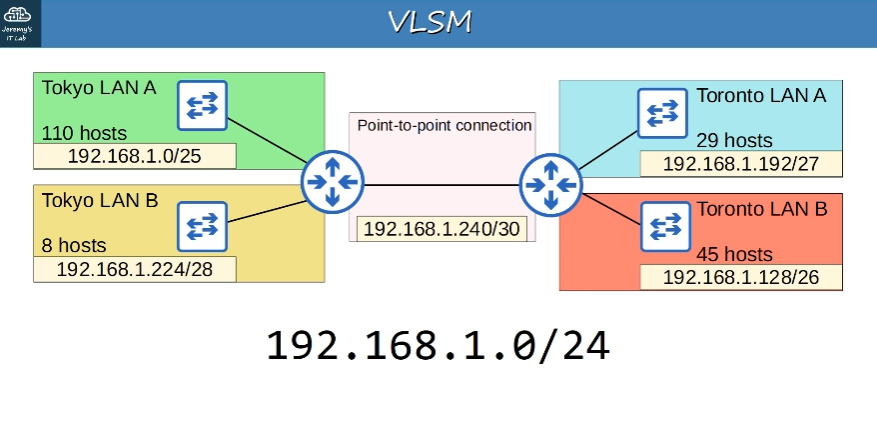 Jeremy's
IT Lab
VLSM
Tokyo LAN A
110 hosts
192.168.1.0/25
Tokyo LAN B
8 hosts
192.168.1.224/28
Point-to-point connection
192.168.1.240/30
Toronto LAN A
29 hosts
192.168.1.192/27
Toronto LAN B
45 hosts
192.168.1.128/26
192.168.1.0/24